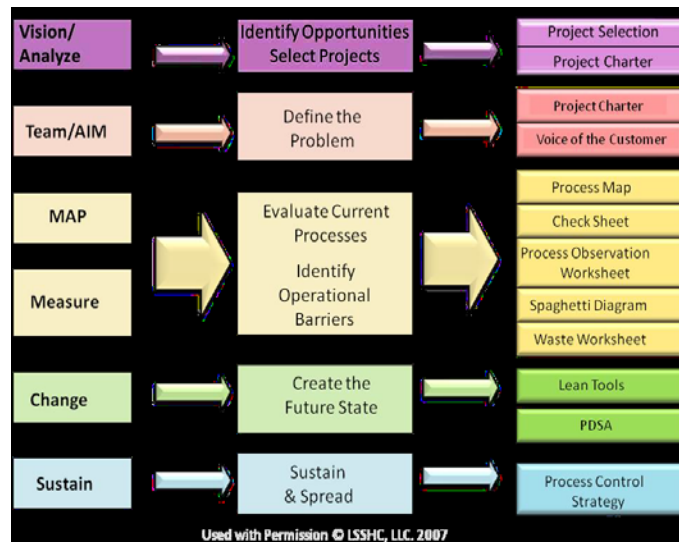 Vision/
Analyze
Identify Opportunities
Select Projects
Project Selection
Project Charter
Team/AIM
Define the
Problem
Project Charter
Voice of the Customer
MAP
Measure
Evaluate Current
Processes
Identify
Operational
Barriers
Process Map
Check Sheet
Process Observation
Worksheet
Spaghetti Diagram
Waste Worksheet
Change
Create the
Future State
Lean Tools
PDSA
Sustain
Sustain
& Spread
Process Control
Strategy
Used with Permission © LSSHC, LLC. 2007